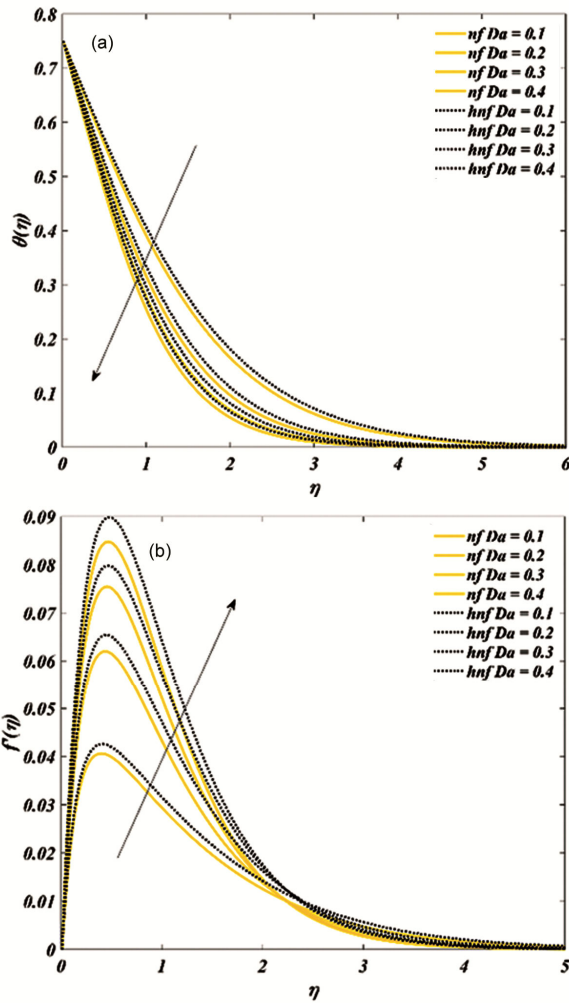 (a)
0.8
0.7
0.6
0.5
0.4
0.3
0.2
0.1
0
θ(η)
nf Da = 0.1
nf Da = 0.2
nf Da = 0.3
nf Da = 0.4
hnf Da = 0.1
hnf Da = 0.2
hnf Da = 0.3
hnf Da = 0.4
0 1 2 3 4 5 6
η
(b)
0.09
0.08
0.07
0.06
0.05
0.04
0.03
0.02
0.01
0
f'(η)
nf Da = 0.1
nf Da = 0.2
nf Da = 0.3
nf Da = 0.4
hnf Da = 0.1
hnf Da = 0.2
hnf Da = 0.3
hnf Da = 0.4
0 1 2 3 4 5
η